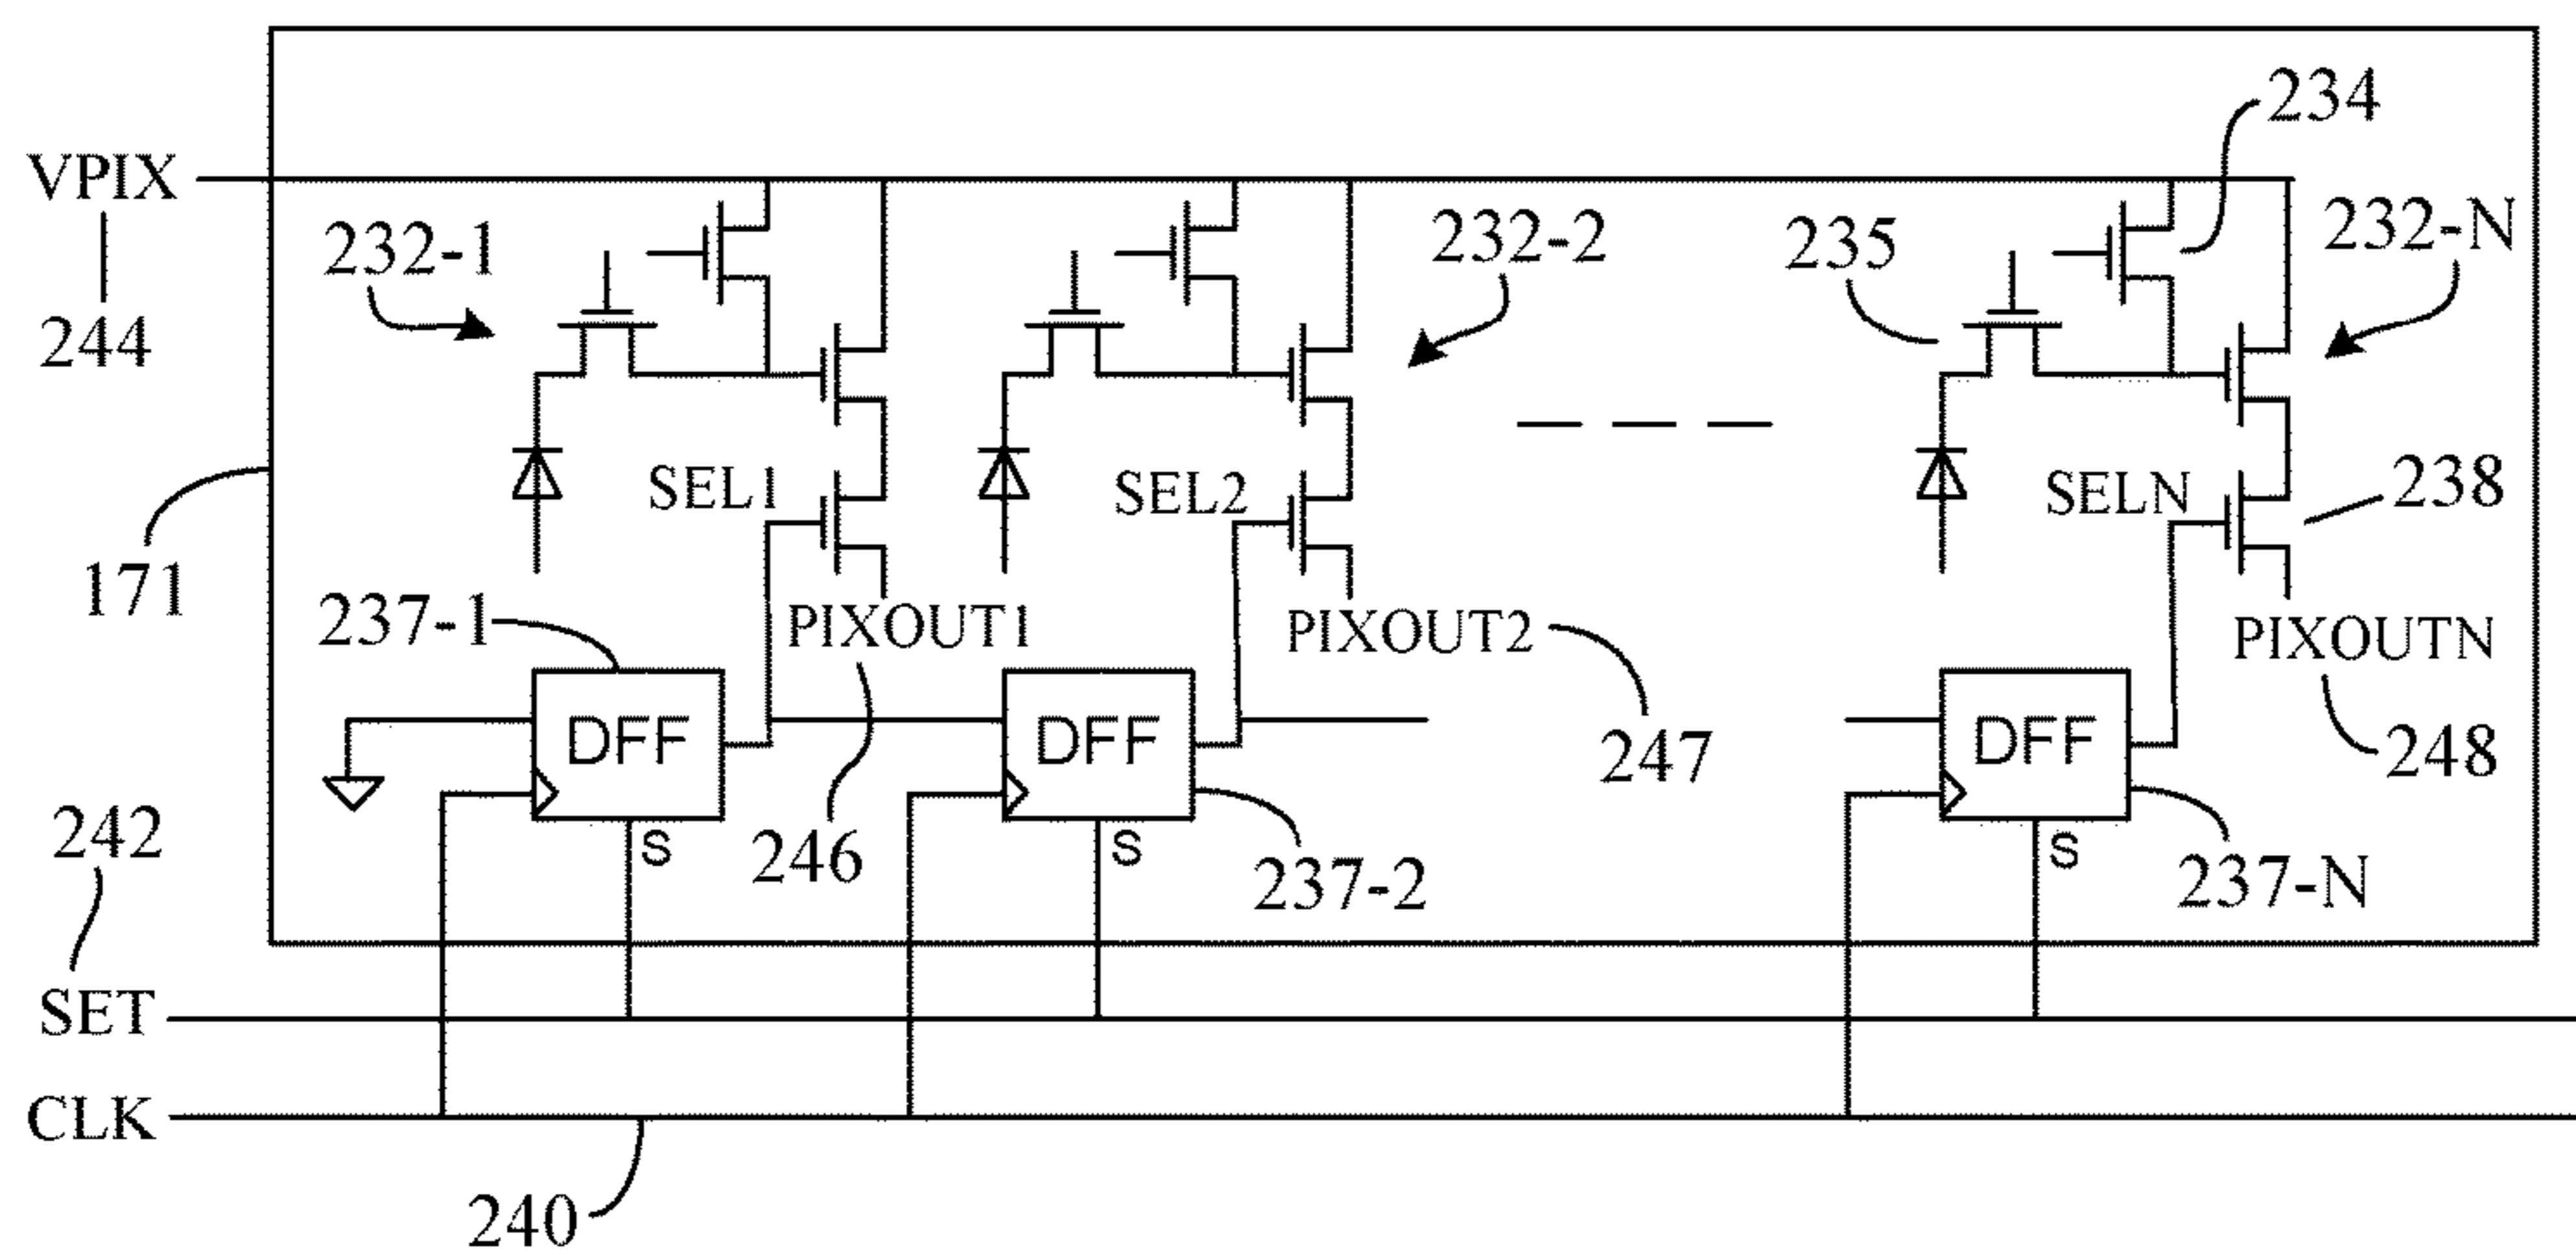 234
VPIX
232-1
232-2
235
232-N
244
SEL1
SEL2
SELN
238
171
237-1
PIXOUT1
PIXOUT2
PIXOUTN
DFF
DFF
DFF
247
248
242
S
246
S
237-2
S
237-N
SET
CLK
240